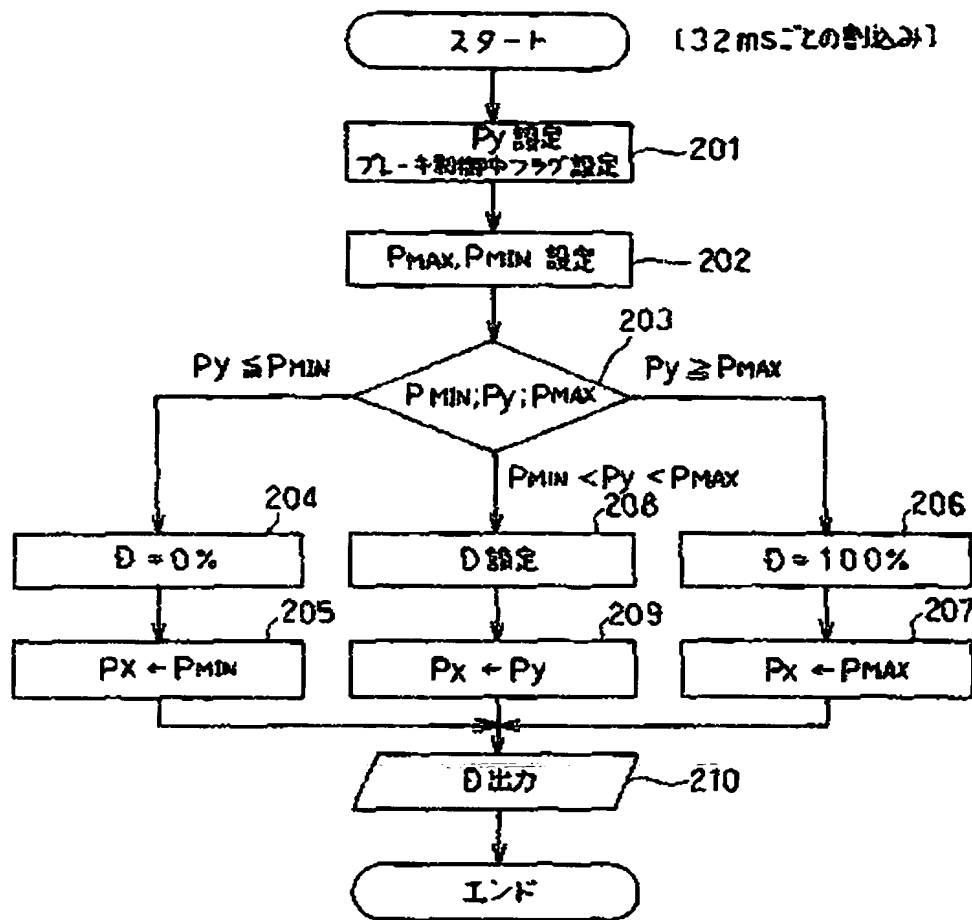 スタート
[32msごとの割込み]
Py 設定
ブレーキ制御中フラグ設定
201
PMAX, PMIN 設定
202
203
Py ≦ PMIN
PMIN;Py;PMAX
Py ≧ PMAX
PMIN < Py < PMAX
204
208
206
D=0%
D 設定
D=100%
205
209
207
Px ← PMIN
Px ← Py
Px ← PMAX
D出力
210
エンド